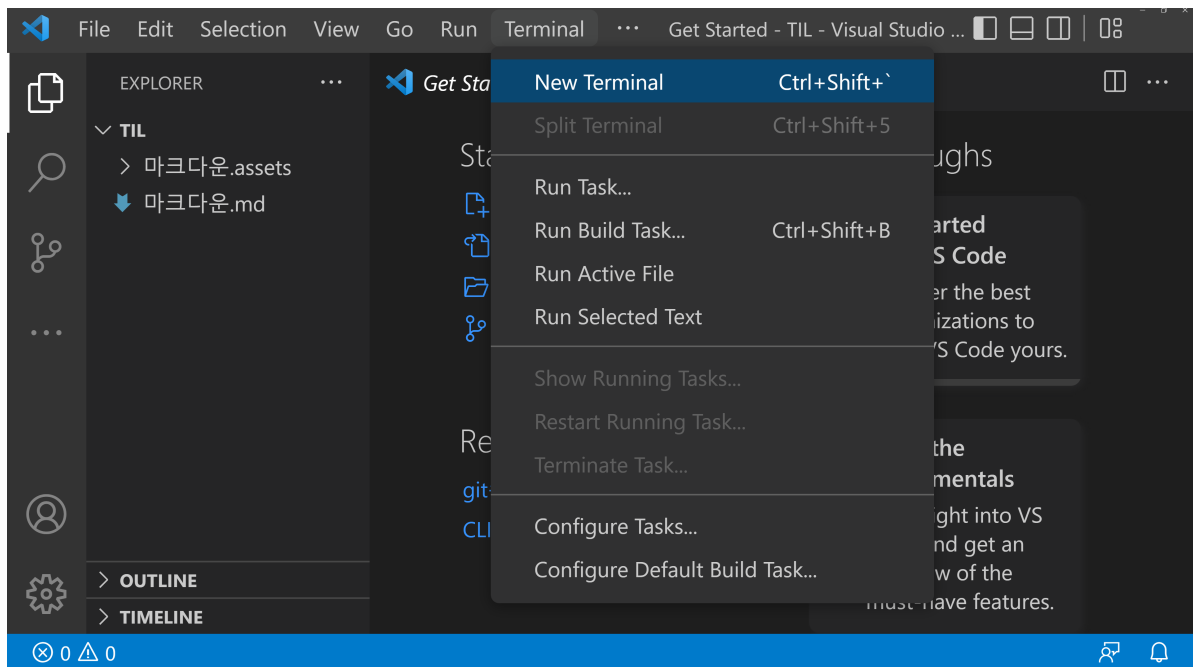 File Edit Selection View Go Run Terminal ··· Get Started - TIL - Visual Studio ...
EXPLORER ···
TIL
마크다운.assets
마크다운.md
OUTLINE
TIMELINE
Get Sta
New Terminal Ctrl+Shift+`
Split Terminal Ctrl+Shift+5
Run Task...
Run Build Task... Ctrl+Shift+B
Run Active File
Run Selected Text
Show Running Tasks...
Restart Running Task...
Terminate Task...
Configure Tasks...
Configure Default Build Task...
Sta
Re
git-
CLI
ughs
arted
S Code
er the best
izations to
VS Code yours.
the
mentals
ight into VS
nd get an
w of the
must-have features.
0 0